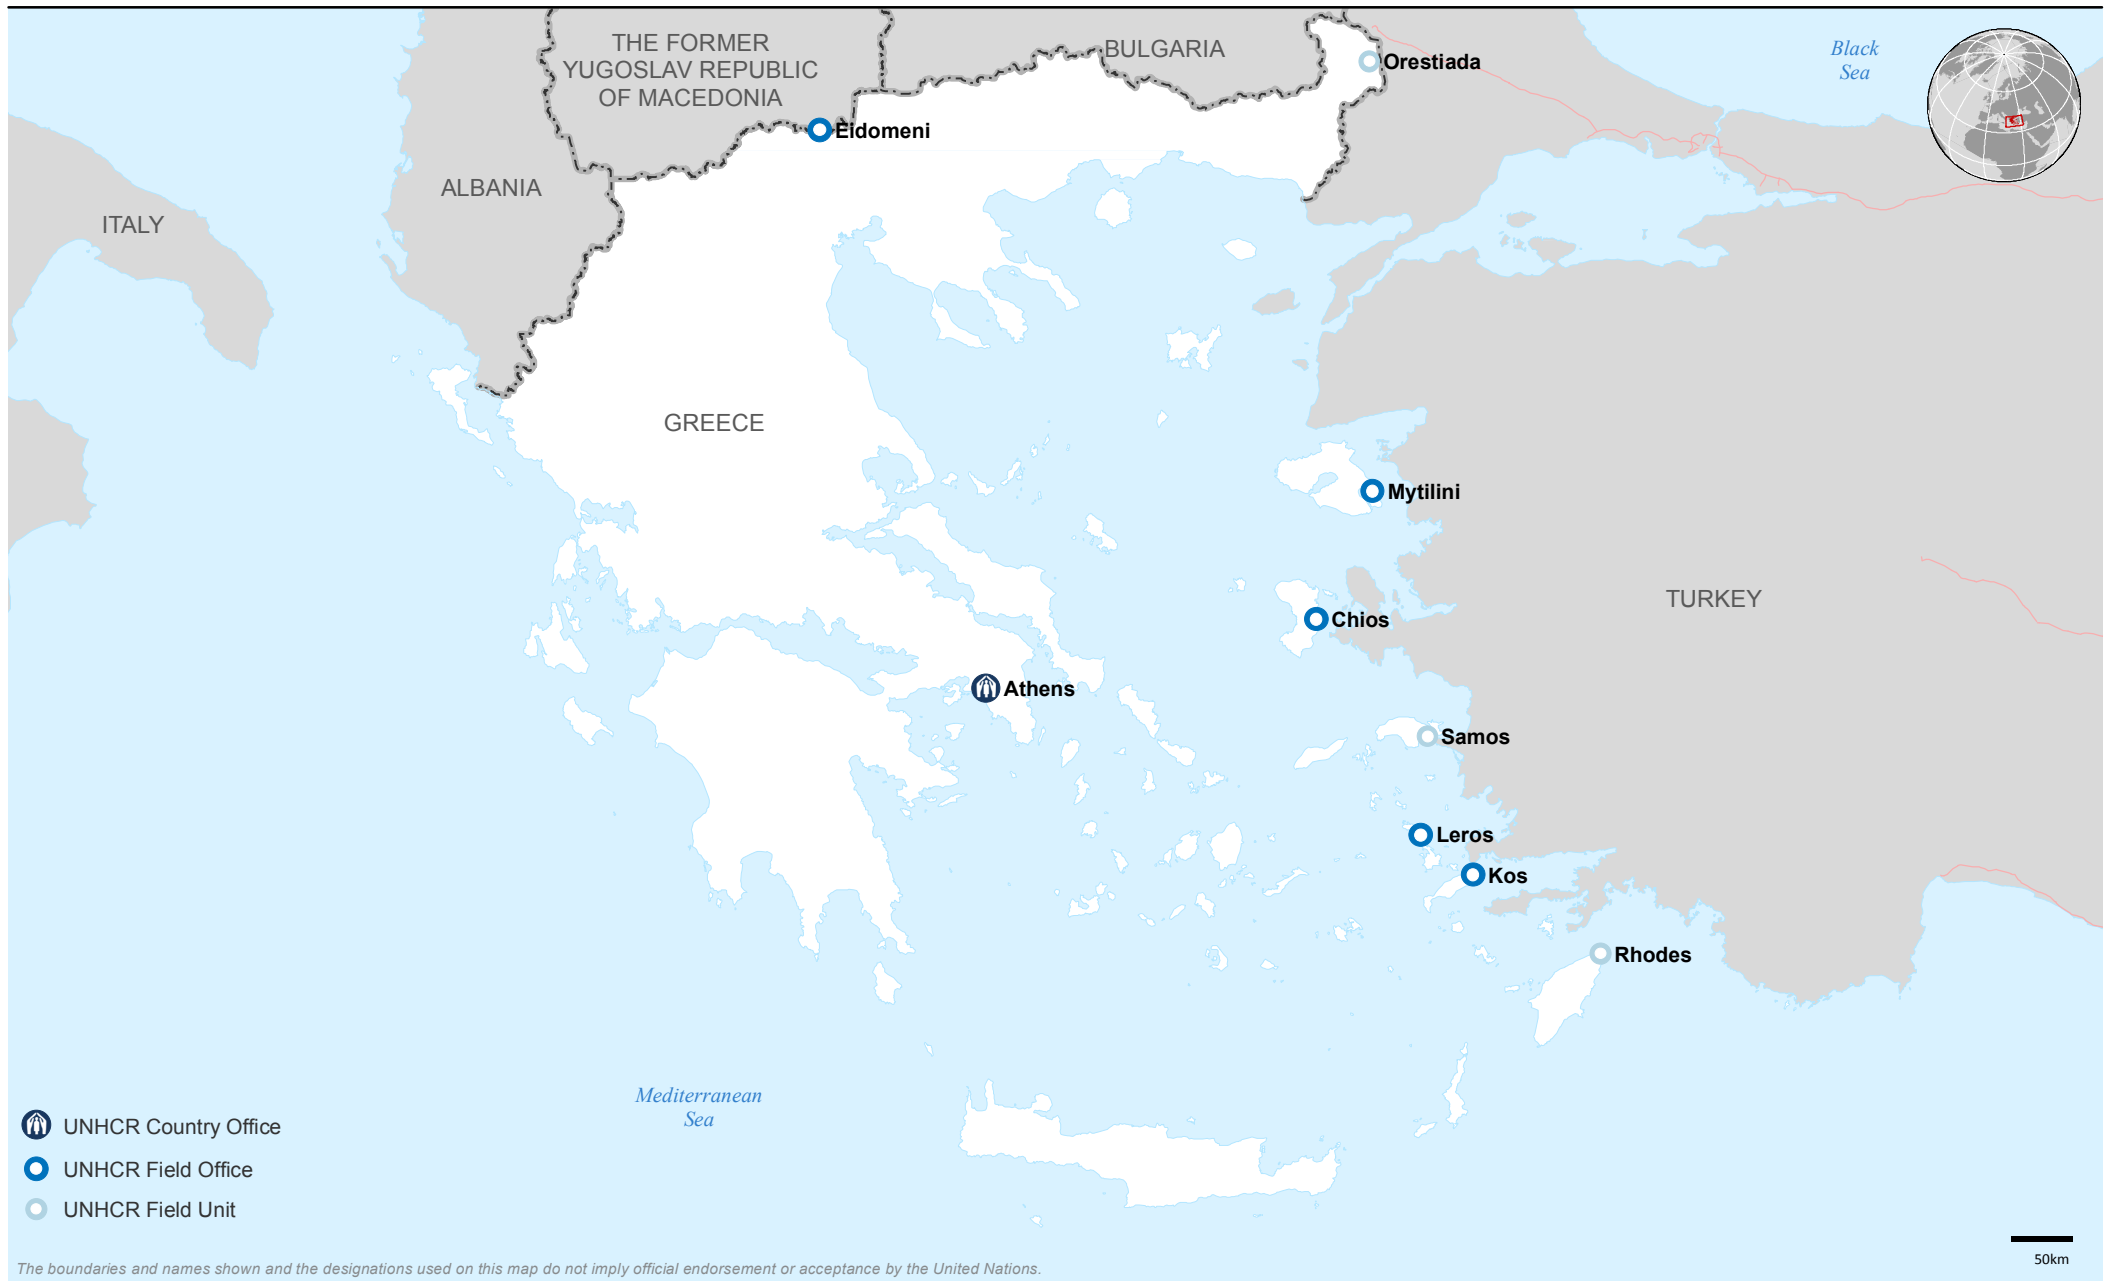 THE FORMER
YUGOSLAV REPUBLIC
OF MACEDONIA
BULGARIA
Black
Sea
Orestiada
Eidomeni
ALBANIA
ITALY
GREECE
Mytilini
TURKEY
Chios
Athens
Samos
Leros
Kos
Rhodes
Mediterranean
Sea
UNHCR Country Office
UNHCR Field Office
UNHCR Field Unit
50km
The boundaries and names shown and the designations used on this map do not imply official endorsement or acceptance by the United Nations.